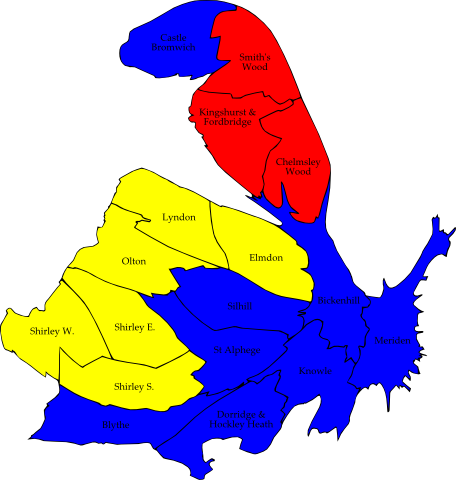 Castle
Bromwich
Smith's
Wood
Kingshurst &
Fordbridge
Chelmsley
Wood
Lyndon
Elmdon
Olton
Silhill
Bickenhill
Shirley W.
Shirley E.
Meriden
St Alphege
Knowle
Shirley S.
Dorridge &
Hockley Heath
Blythe